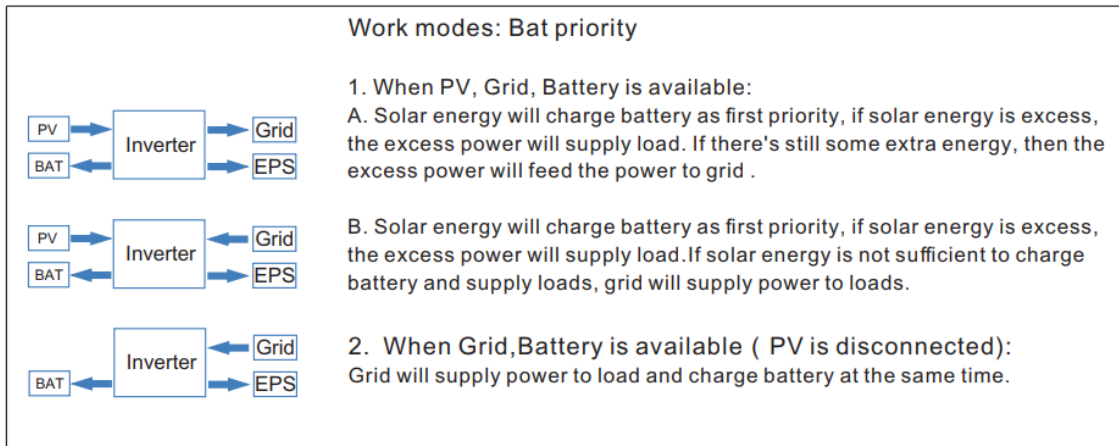 Work modes: Bat priority
1. When PV, Grid, Battery is available:
PV
BAT
Inverter
Grid
EPS
A. Solar energy will charge battery as first priority, if solar energy is excess,
the excess power will supply load. If there's still some extra energy, then the
excess power will feed the power to grid .
PV
BAT
Inverter
Grid
EPS
B. Solar energy will charge battery as first priority, if solar energy is excess,
the excess power will supply load.If solar energy is not sufficient to charge
battery and supply loads, grid will supply power to loads.
BAT
Inverter
Grid
EPS
2. When Grid,Battery is available ( PV is disconnected):
Grid will supply power to load and charge battery at the same time.